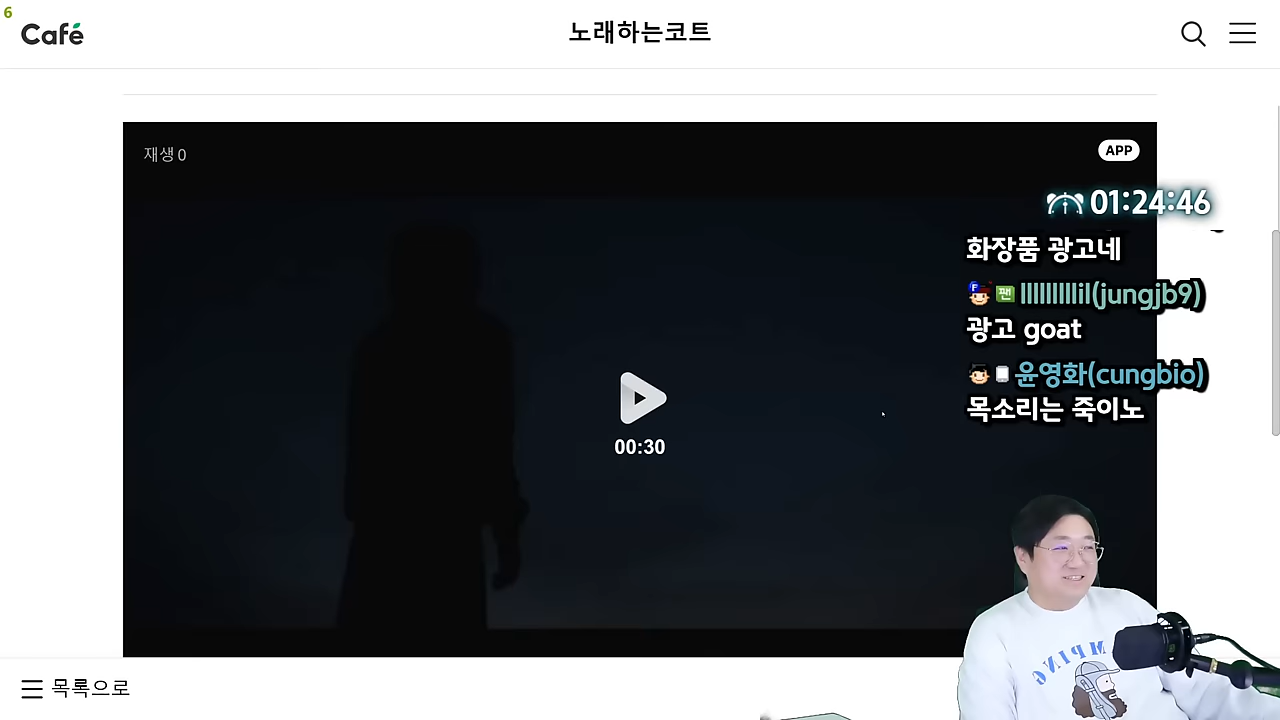 6
Café
노래하는코트
재생 0
APP
01:24:46
화장품 광고네
F 팬 llllllllllil(jungjb9)
광고 goat
윤영화(cungbio)
목소리는 죽이노
00:30
목록으로